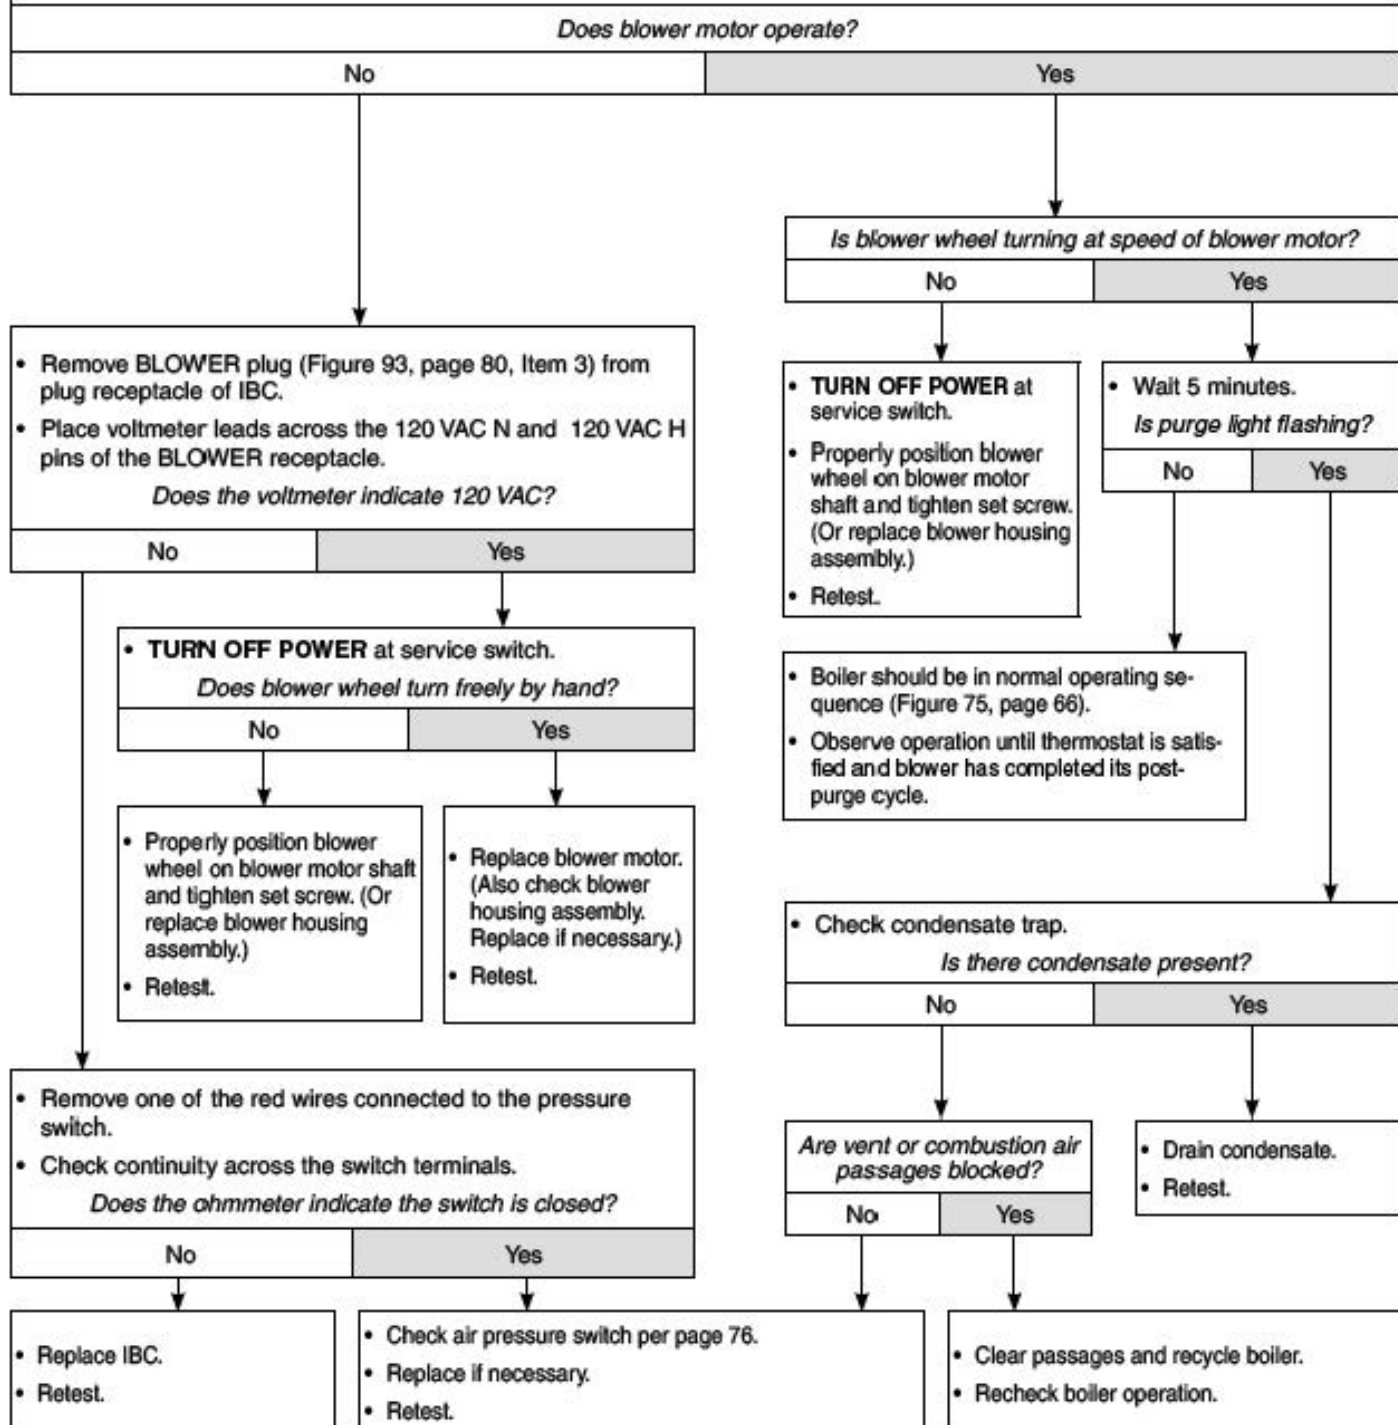 Does blower motor operate?
No
Yes
Is blower wheel turning at speed of blower motor?
No
Yes
• Remove BLOWER plug (Figure 93, page 80, Item 3) from
plug receptacle of IBC.
• Place voltmeter leads across the 120 VAC N and 120 VAC H
pins of the BLOWER receptacle.
Does the voltmeter indicate 120 VAC?
No
Yes
• TURN OFF POWER at
service switch.
• Properly position blower
wheel on blower motor
shaft and tighten set screw.
(Or replace blower housing
assembly.)
• Retest.
• Wait 5 minutes.
Is purge light flashing?
No
Yes
• TURN OFF POWER at service switch.
Does blower wheel turn freely by hand?
No
Yes
• Boiler should be in normal operating se-
quence (Figure 75, page 66).
• Observe operation until thermostat is satis-
fied and blower has completed its post-
purge cycle.
• Properly position blower
wheel on blower motor shaft
and tighten set screw. (Or
replace blower housing
assembly.)
• Retest.
• Replace blower motor.
(Also check blower
housing assembly.
Replace if necessary.)
• Retest.
• Check condensate trap.
Is there condensate present?
No
Yes
• Remove one of the red wires connected to the pressure
switch.
• Check continuity across the switch terminals.
Does the ohmmeter indicate the switch is closed?
No
Yes
Are vent or combustion air
passages blocked?
No
Yes
• Drain condensate.
• Retest.
• Replace IBC.
• Retest.
• Check air pressure switch per page 76.
• Replace if necessary.
• Retest.
• Clear passages and recycle boiler.
• Recheck boiler operation.